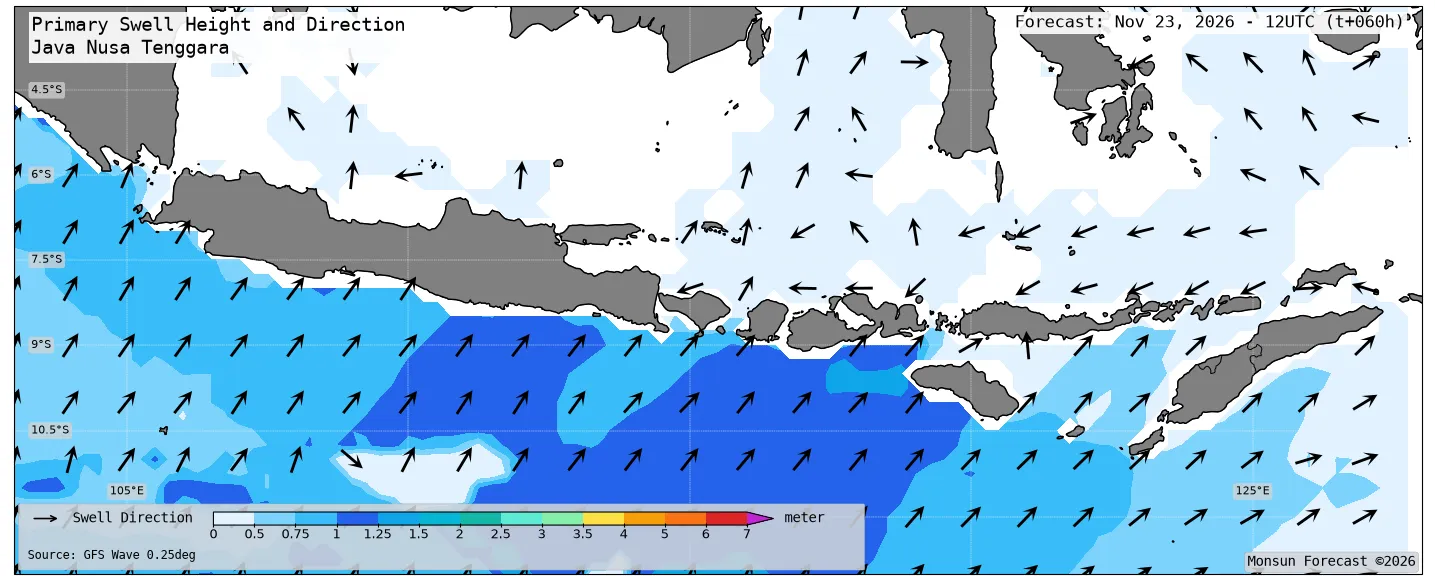 Primary Swell Height and Direction
Java Nusa Tenggara
Forecast: Nov 23, 2026 - 12UTC (t+060h)
4.5°S
6°S
7.5°S
9°S
10.5°S
105°E
125°E
Swell Direction
0 0.5 0.75 1 1.25 1.5 2 2.5 3 3.5 4 5 6 7
meter
Source: GFS Wave 0.25deg
Monsun Forecast ©2026